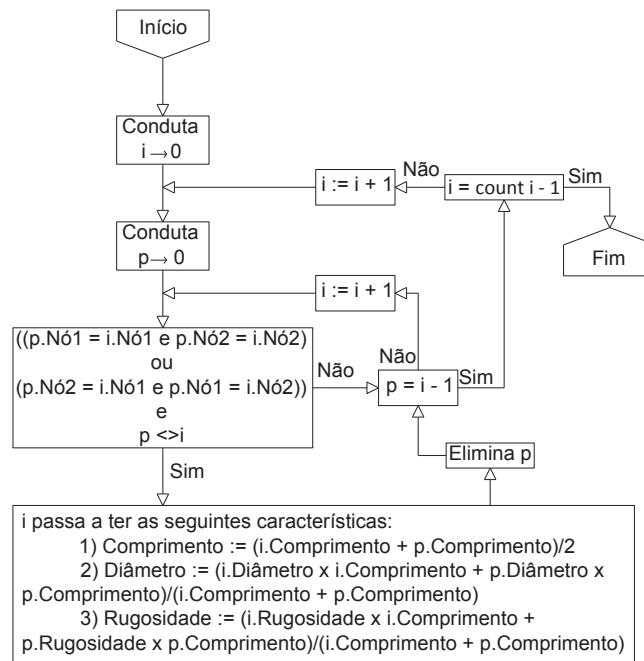 Início
Conduta
i→0
i := i + 1
Não
i = count i - 1
Sim
Fim
Conduta
p→0
i := i + 1
((p.Nó1 = i.Nó1 e p.Nó2 = i.Nó2)
ou
(p.Nó2 = i.Nó1 e p.Nó1 = i.Nó2))
e
p <>i
Não
Não
p = i - 1
Sim
Elimina p
Sim
i passa a ter as seguintes características:
1) Comprimento := (i.Comprimento + p.Comprimento)/2
2) Diâmetro := (i.Diâmetro x i.Comprimento + p.Diâmetro x
p.Comprimento)/(i.Comprimento + p.Comprimento)
3) Rugosidade := (i.Rugosidade x i.Comprimento +
p.Rugosidade x p.Comprimento)/(i.Comprimento + p.Comprimento)